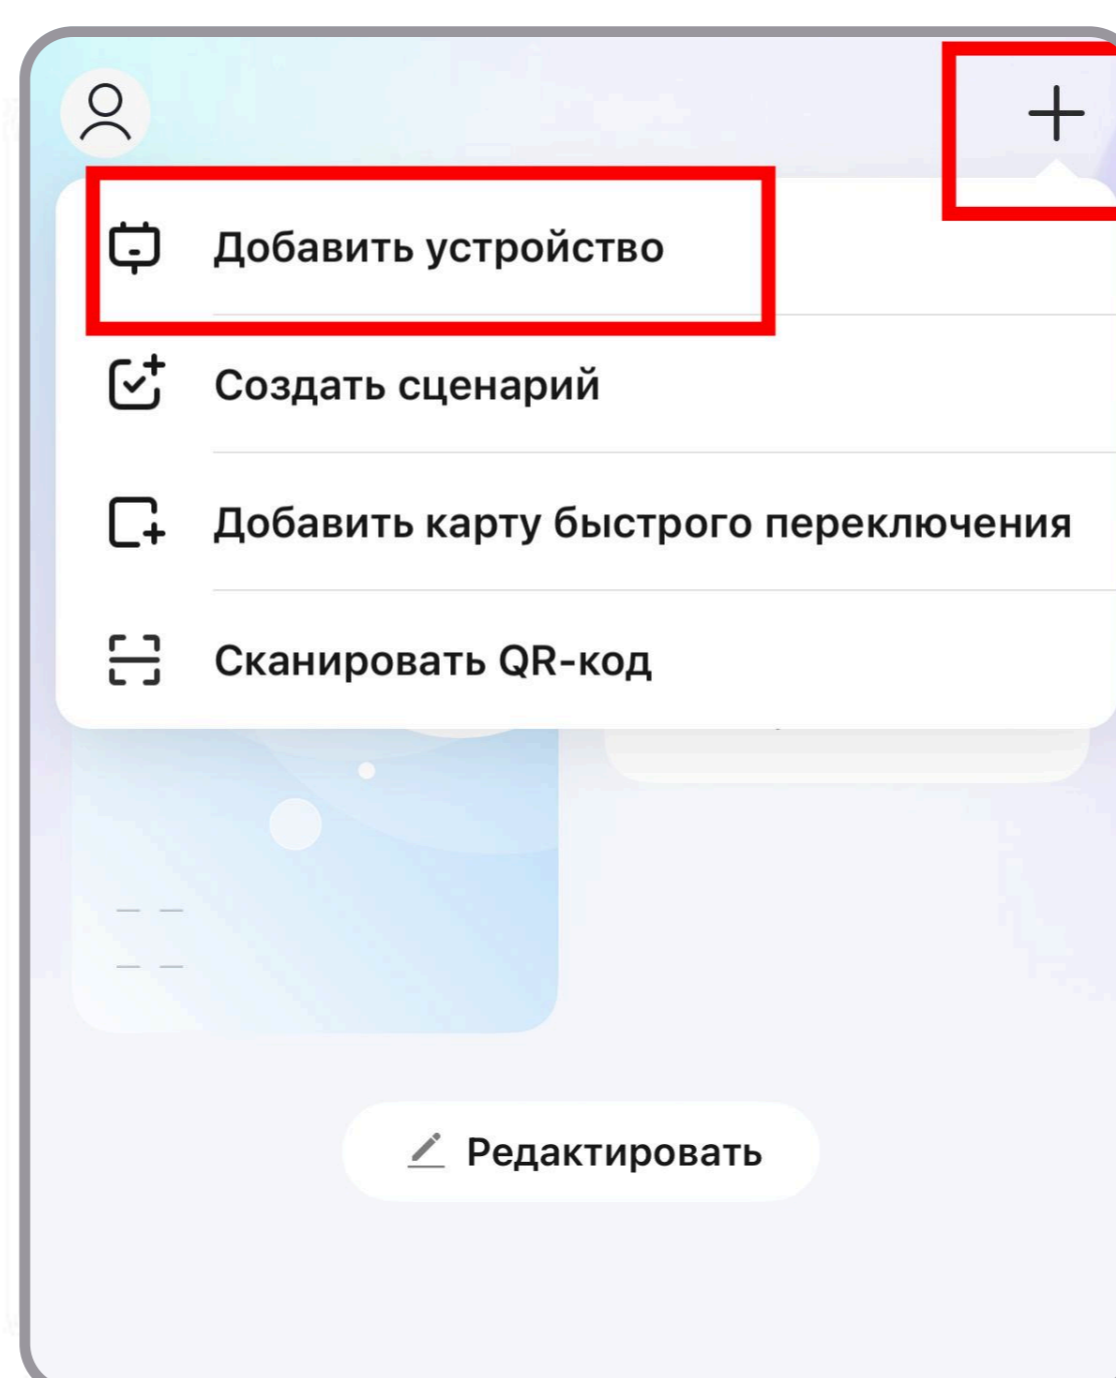 Добавить устройство
Создать сценарий
Добавить карту быстрого переключения
Сканировать QR-код
Редактировать